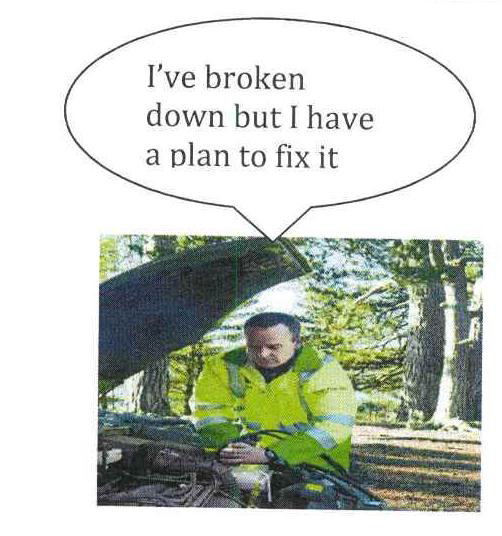 I've broken
down but I have
a plan to fix it